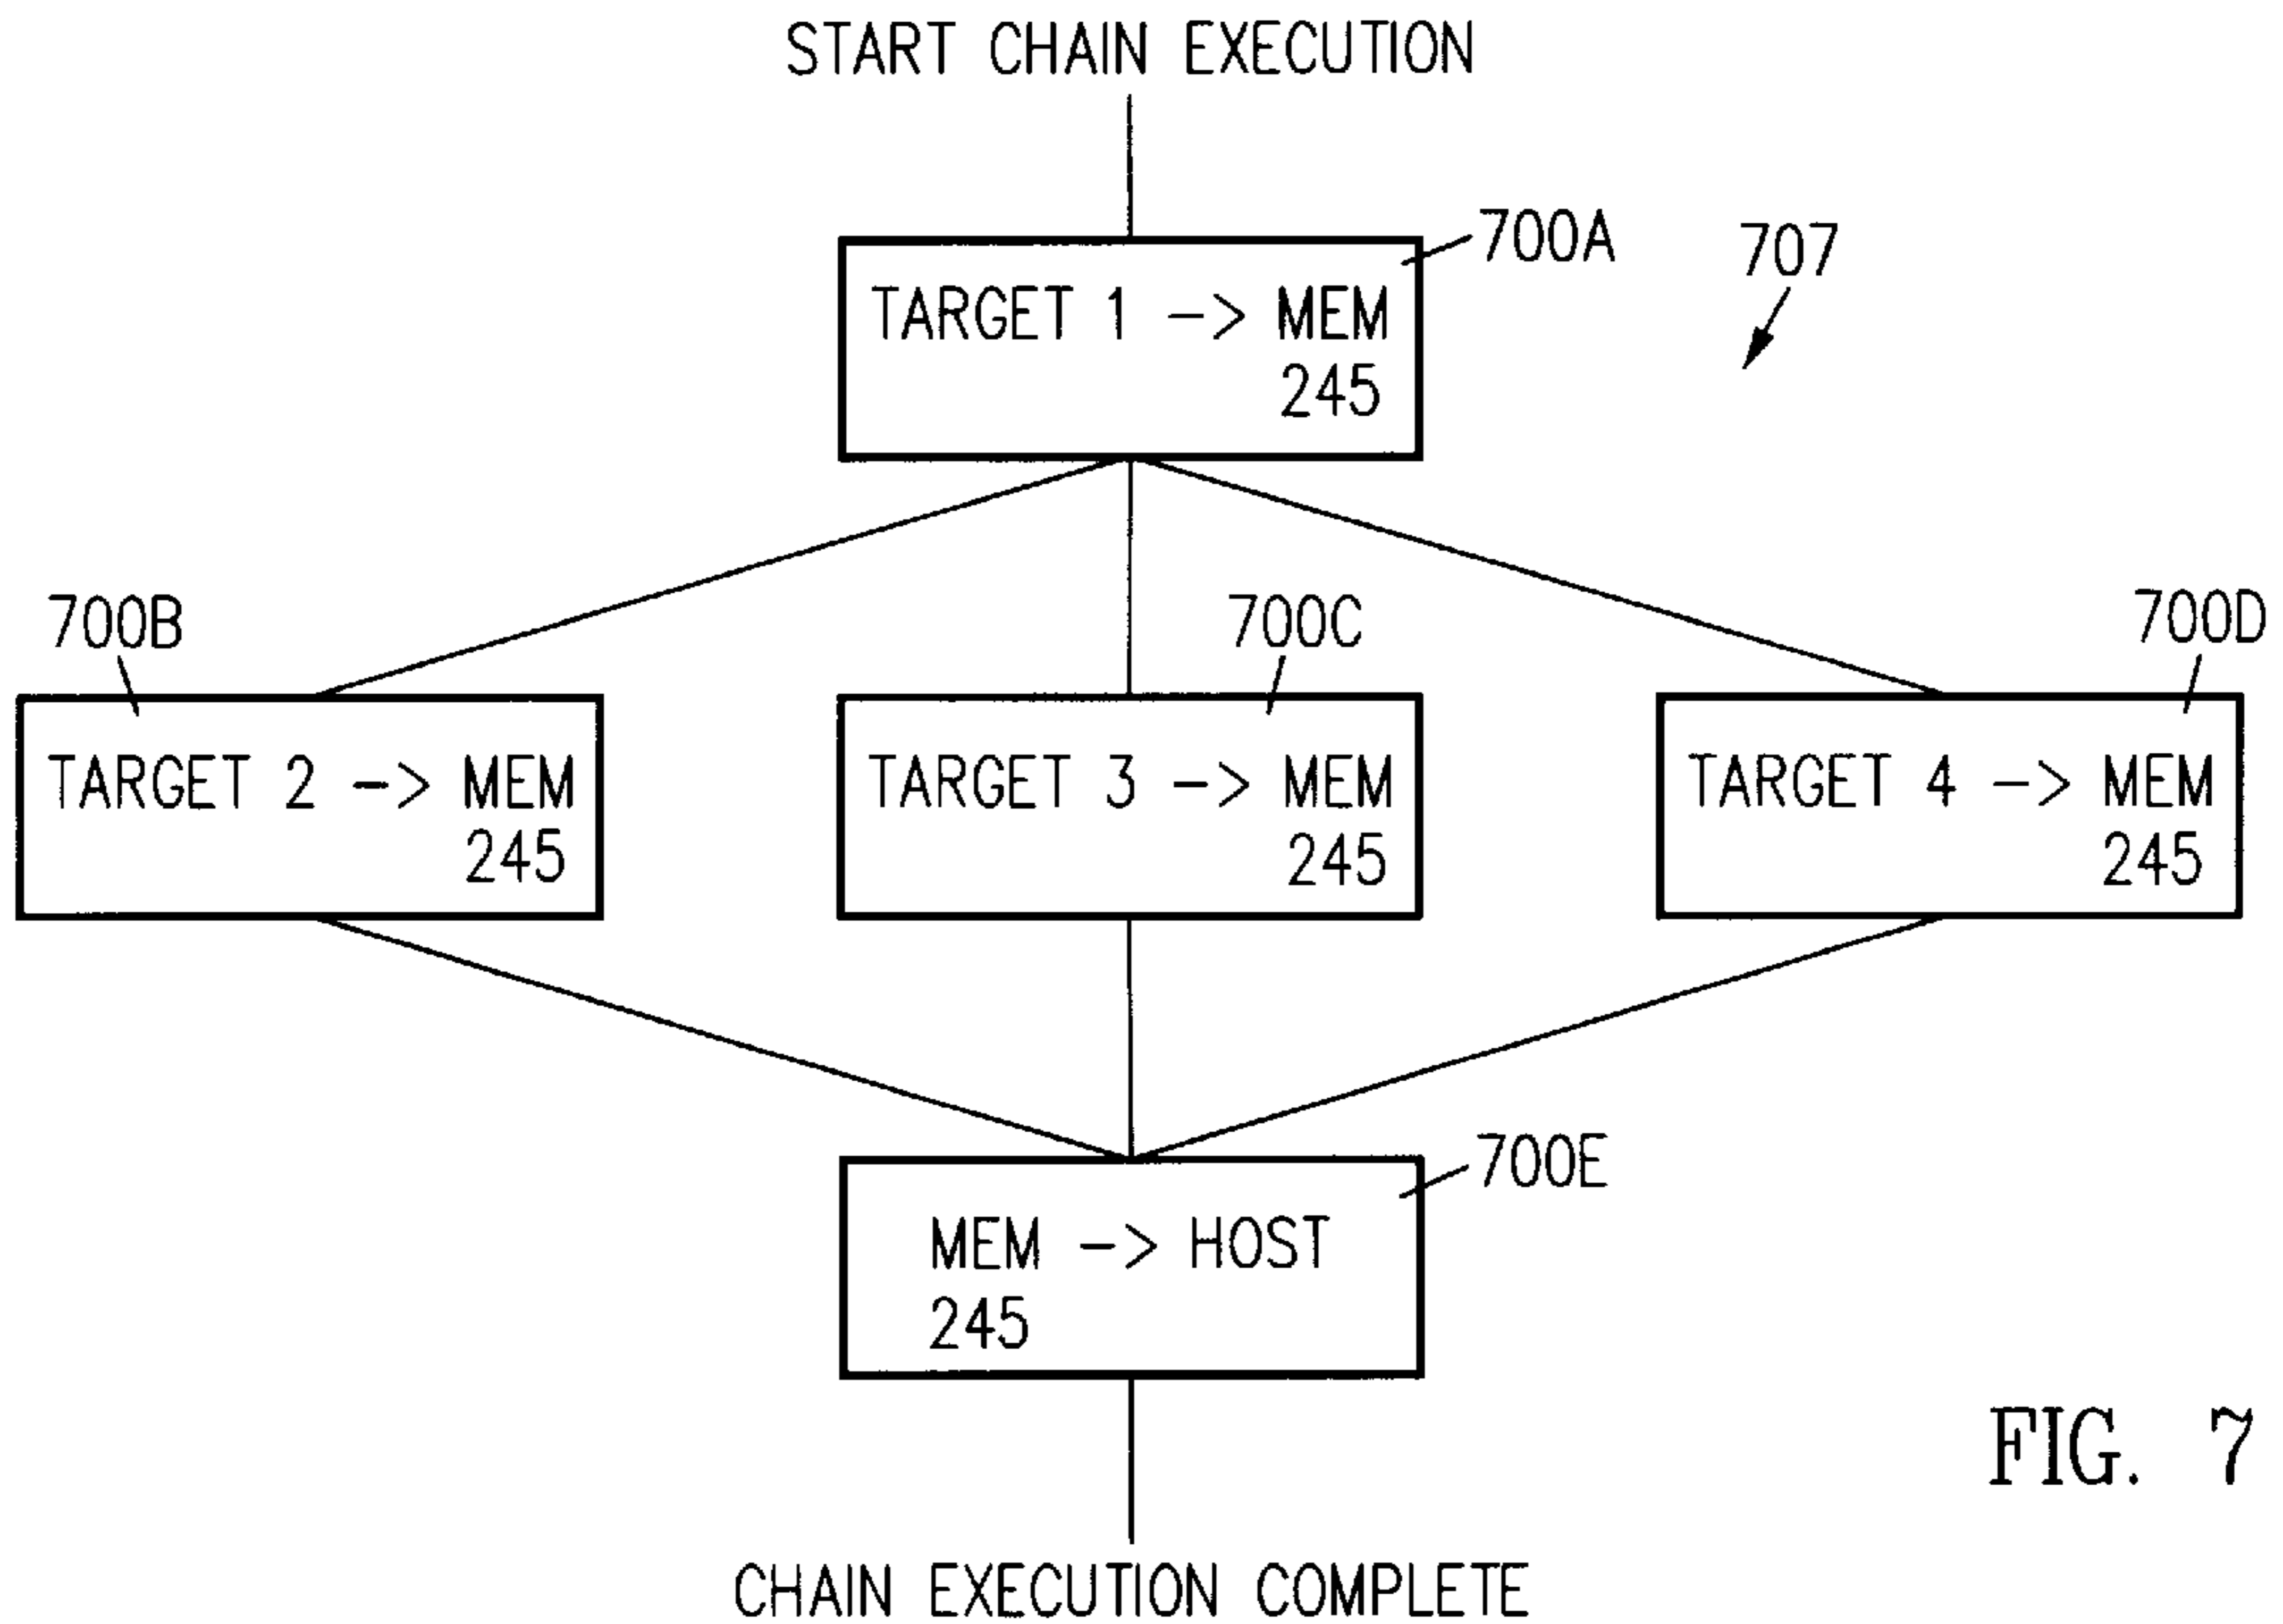 START CHAIN EXECUTION
700A
707
TARGET 1 -> MEM
245
700B
700C
700D
TARGET 2 -> MEM
245
TARGET 3 -> MEM
245
TARGET 4 -> MEM
245
700E
MEM -> HOST
245
FIG. 7
CHAIN EXECUTION COMPLETE